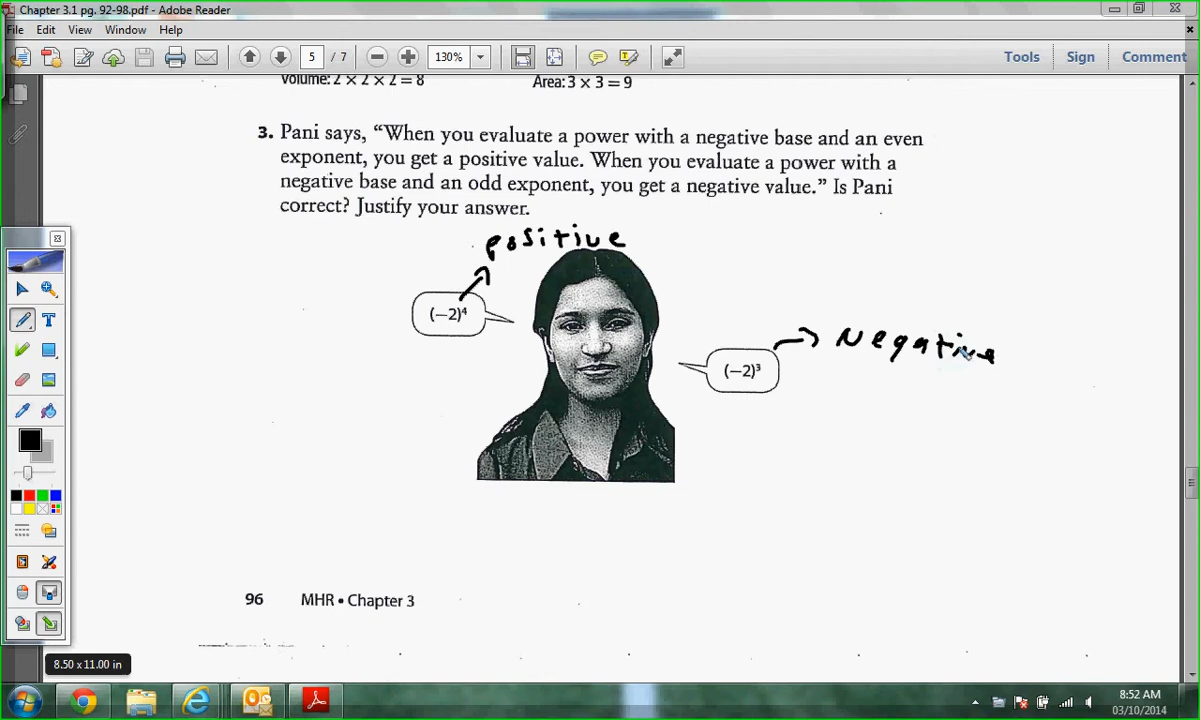 Chapter 3.1 pg. 92-98.pdf - Adobe Reader
File Edit View Window Help
5 / 7 130% Tools Sign Comment
Volume: 2 × 2 × 2 = 8 Area: 3 × 3 = 9
3. Pani says, “When you evaluate a power with a negative base and an even
exponent, you get a positive value. When you evaluate a power with a
negative base and an odd exponent, you get a negative value.” Is Pani
correct? Justify your answer.
positive
(−2)⁴
Negative
(−2)³
96 MHR • Chapter 3
8.50 x 11.00 in
8:52 AM
03/10/2014